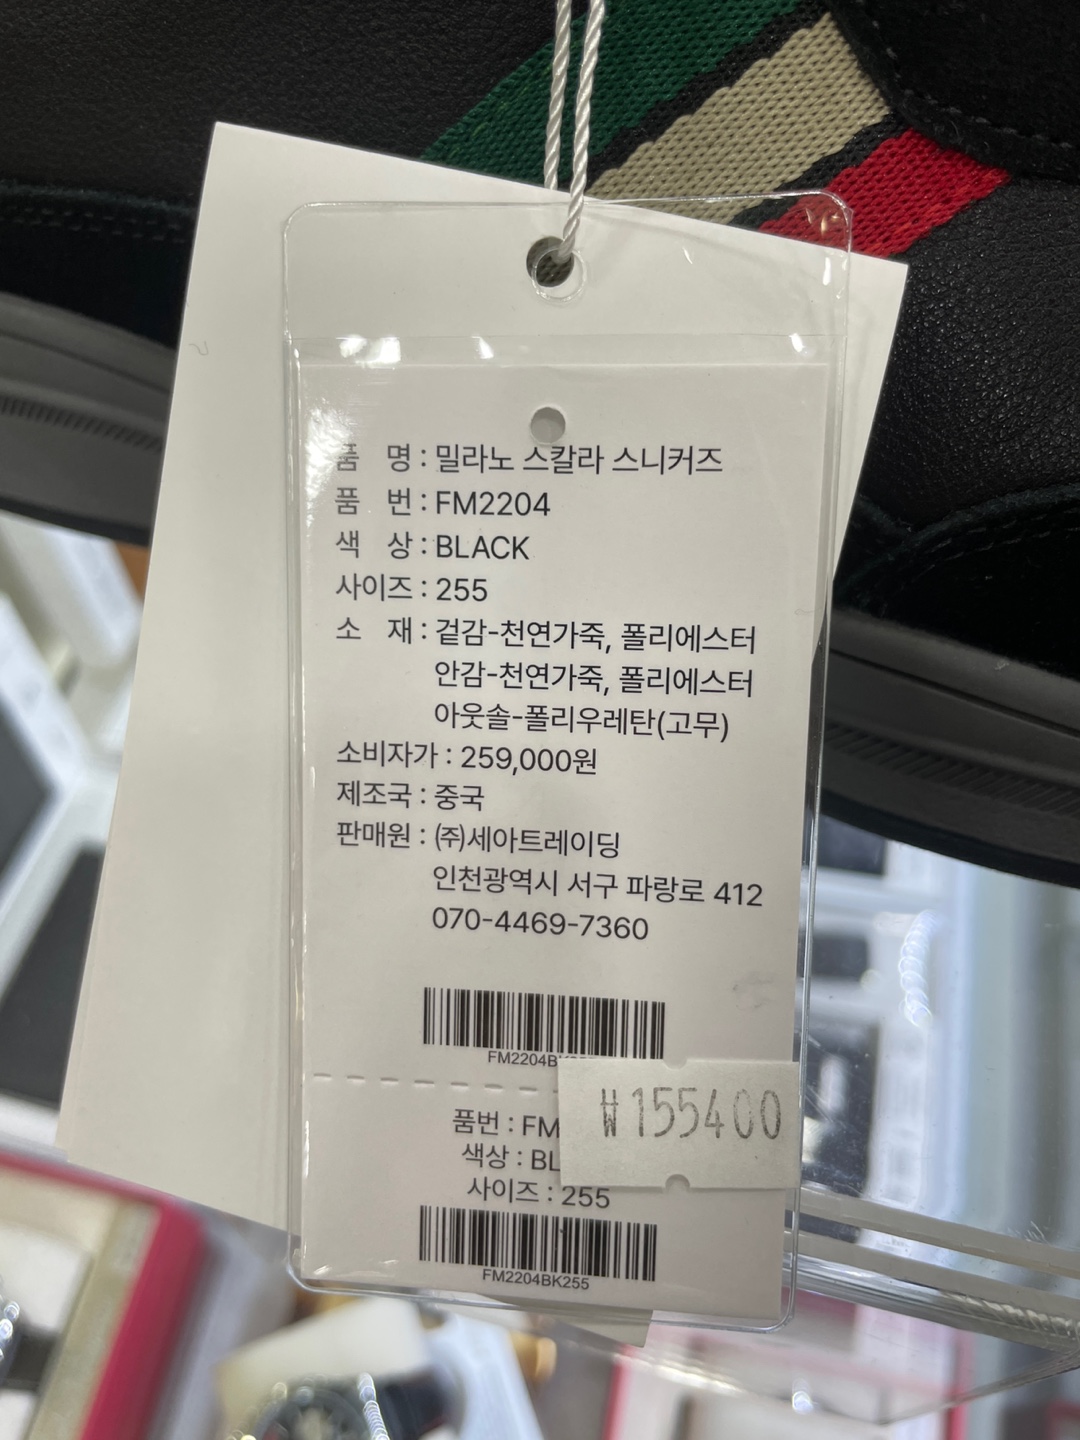 품 명 : 밀라노 스칼라 스니커즈
품 번 : FM2204
색 상 : BLACK
사이즈 : 255
소 재 : 겉감-천연가죽, 폴리에스터
안감-천연가죽, 폴리에스터
아웃솔-폴리우레탄(고무)
소비자가 : 259,000원
제조국 : 중국
판매원 : ㈜세아트레이딩
인천광역시 서구 파랑로 412
070-4469-7360
FM2204B
₩155400
품번 : FM
색상 : BL
사이즈 : 255
FM2204BK255